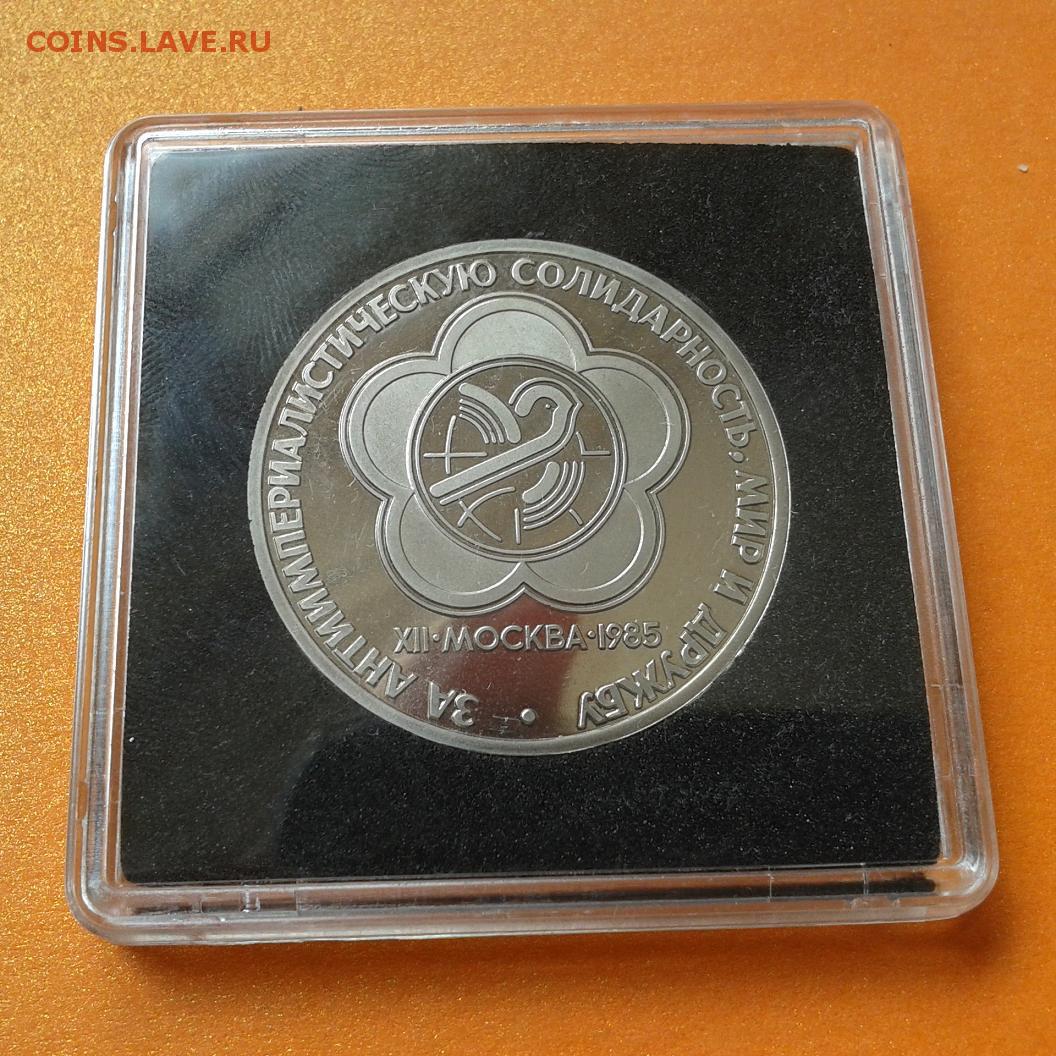 COINS.LAVE.RU
ЗА АНТИИМПЕРИАЛИСТИЧЕСКУЮ СОЛИДАРНОСТЬ, МИР И ДРУЖБУ •
XII•МОСКВА•1985